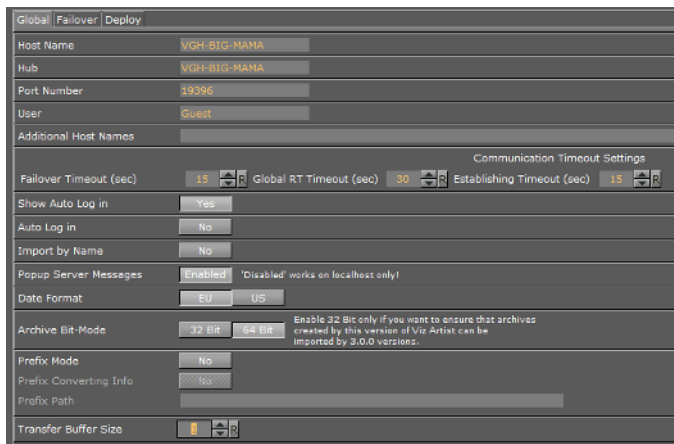 Global Failover Deploy
Host Name VGH-BIG-MAMA
Hub VGH-BIG-MAMA
Port Number 19396
User Guest
Additional Host Names
Communication Timeout Settings
Failover Timeout (sec) 15 R Global RT Timeout (sec) 30 R Establishing Timeout (sec) 15 R
Show Auto Log in Yes
Auto Log in No
Import by Name No
Popup Server Messages Enabled 'Disabled' works on localhost only!
Date Format EU US
Archive Bit-Mode 32 Bit 64 Bit Enable 32 Bit only if you want to ensure that archives
created by this version of Viz Artist can be
imported by 3.0.0 versions.
Prefix Mode No
Prefix Converting Info No
Prefix Path
Transfer Buffer Size R